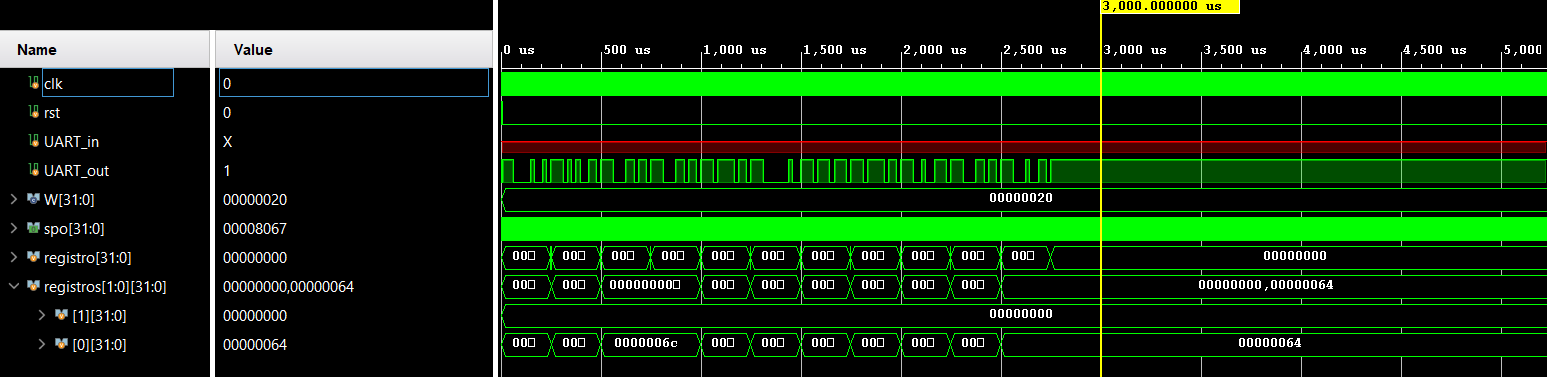 3,000.000000 us
Name Value
0 us 500 us 1,000 us 1,500 us 2,000 us 2,500 us 3,000 us 3,500 us 4,000 us 4,500 us 5,000
clk 0
rst 0
UART_in X
UART_out 1
W[31:0] 00000020 00000020
spo[31:0] 00008067
registro[31:0] 00000000 00▯ 00▯ 00▯ 00▯ 00▯ 00▯ 00▯ 00▯ 00▯ 00▯ 00▯ 00000000
registros[1:0][31:0] 00000000,00000064 00▯ 00▯ 00000000▯ 00▯ 00▯ 00▯ 00▯ 00▯ 00▯ 00000000,00000064
[1][31:0] 00000000 00000000
[0][31:0] 00000064 00▯ 00▯ 0000006c 00▯ 00▯ 00▯ 00▯ 00▯ 00▯ 00000064